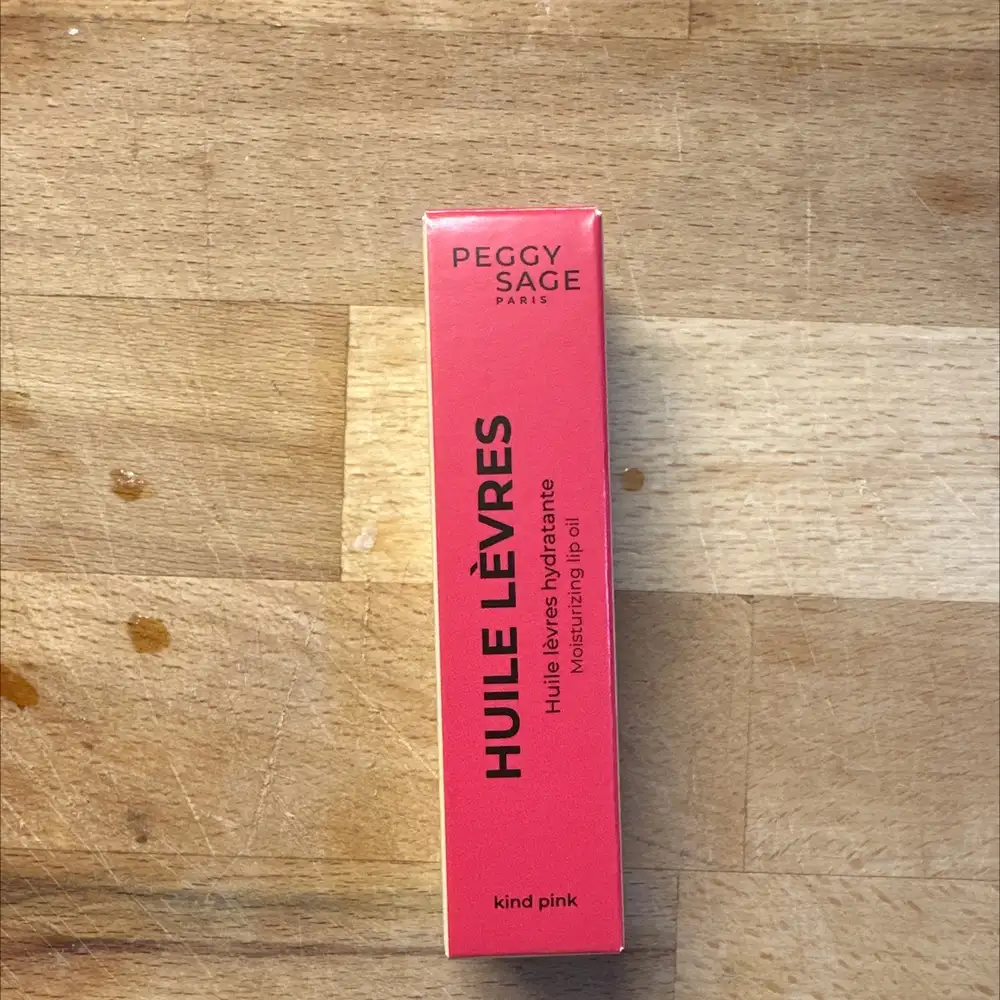 PEGGY
SAGE
PARIS
HUILE LÈVRES
Huile lèvres hydratante
Moisturizing lip oil
kind pink